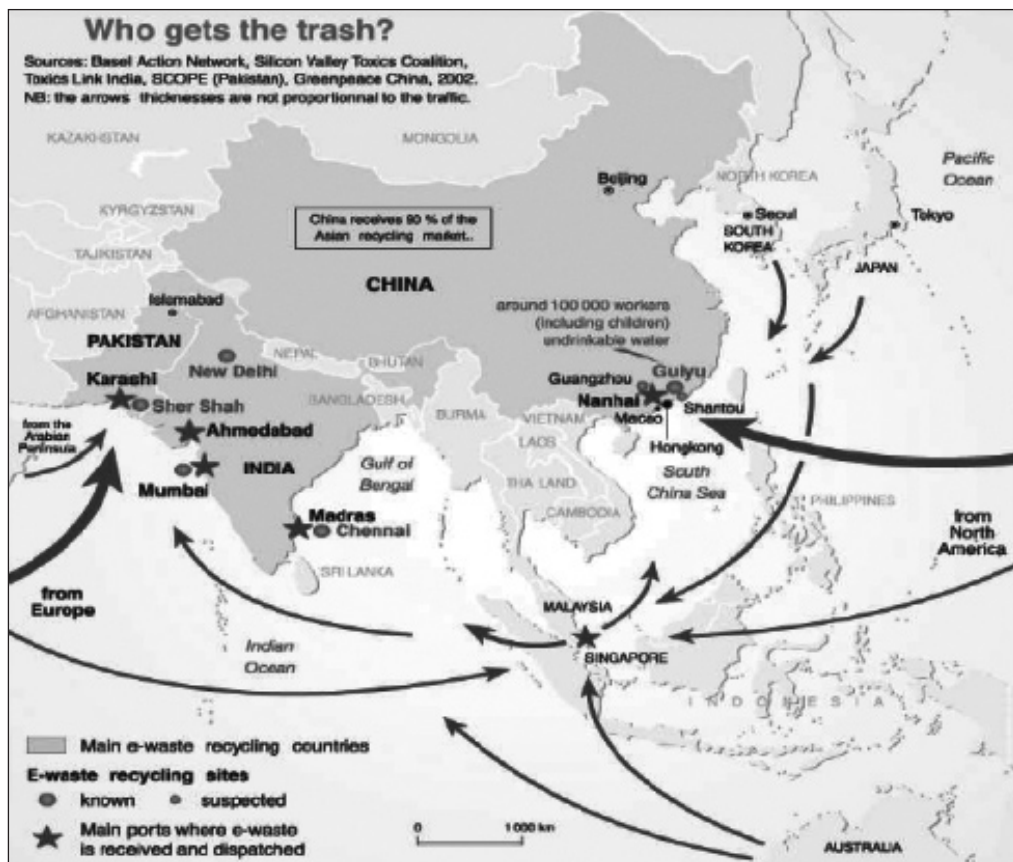 Who gets the trash?
Sources: Basel Action Network, Silicon Valley Toxics Coalition,
Toxics Link India, SCOPE (Pakistan), Greenpeace China, 2002.
NB: the arrows thicknesses are not proportionnal to the traffic.
KAZAKHSTAN
MONGOLIA
Pacific
Ocean
Beijing
NORTH KOREA
KYRGYZSTAN
China receives 90 % of the
Asian recycling market..
Seoul
SOUTH
KOREA
Tokyo
TAJIKISTAN
JAPAN
CHINA
Islamabad
AFGHANISTAN
around 100 000 workers
(including children)
undrinkable water
PAKISTAN
NEPAL
BHUTAN
New Delhi
Karashi
Guiyu
Guangzhou
Sher Shah
BANGLADESH
Nanhai
Shantou
BURMA
VIETNAM
Macao
from the
Arabian
Peninsula
Ahmedabad
LAOS
Hongkong
INDIA
Gulf of
Bengal
South
China Sea
Mumbai
THAILAND
PHILIPPINES
Madras
CAMBODIA
from
North
America
Chennai
SRI LANKA
from
Europe
MALAYSIA
Indian
Ocean
SINGAPORE
INDONESIA
Main e-waste recycling countries
E-waste recycling sites
known suspected
Main ports where e-waste
is received and dispatched
0 1 000 km
AUSTRALIA